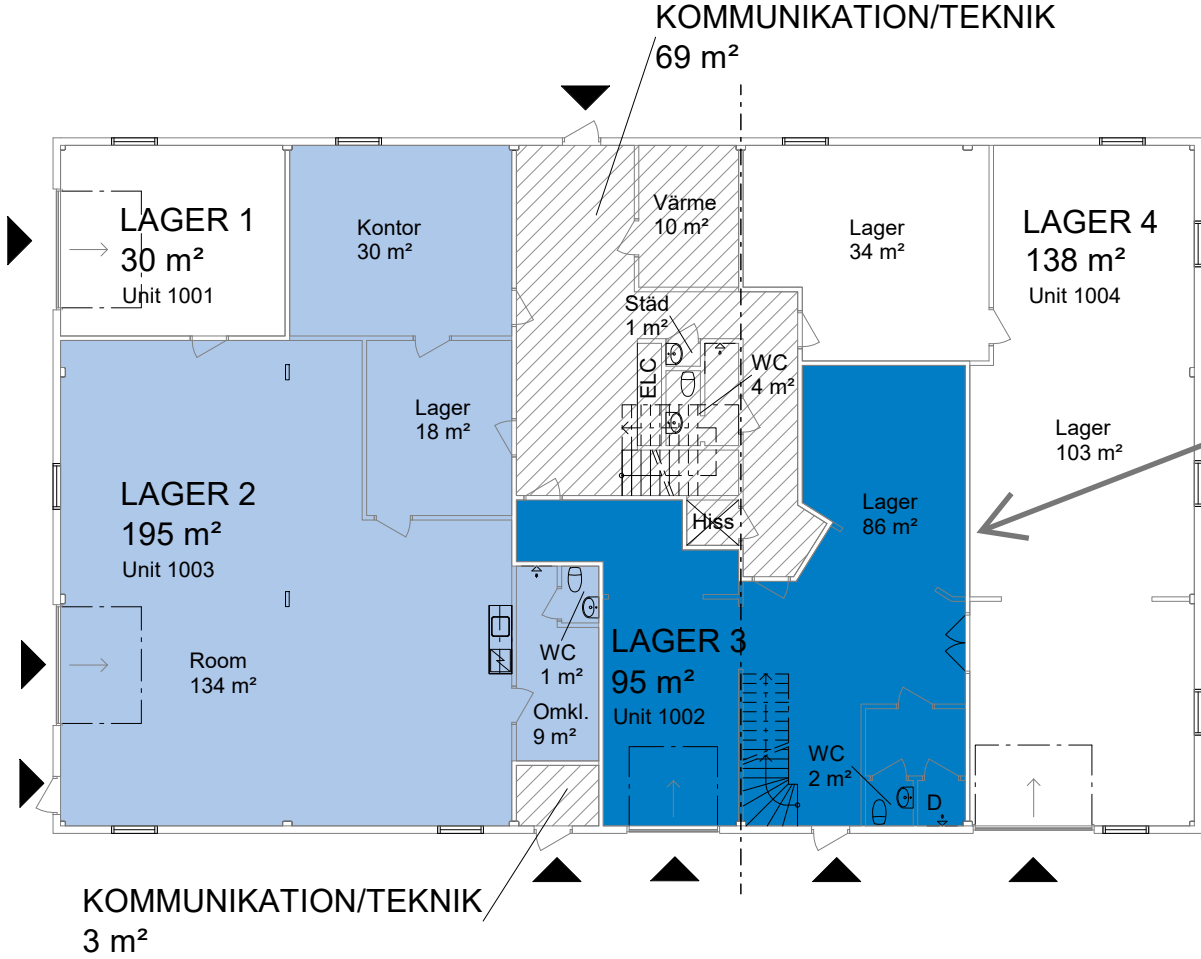 KOMMUNIKATION/TEKNIK
69 m²
LAGER 1
30 m²
Unit 1001
Kontor
30 m²
Värme
10 m²
Lager
34 m²
LAGER 4
138 m²
Unit 1004
Städ
1 m²
ELC
WC
4 m²
Lager
18 m²
Lager
103 m²
LAGER 2
195 m²
Unit 1003
Hiss
Lager
86 m²
Room
134 m²
WC
1 m²
Omkl.
9 m²
LAGER 3
95 m²
Unit 1002
WC
2 m²
D
KOMMUNIKATION/TEKNIK
3 m²